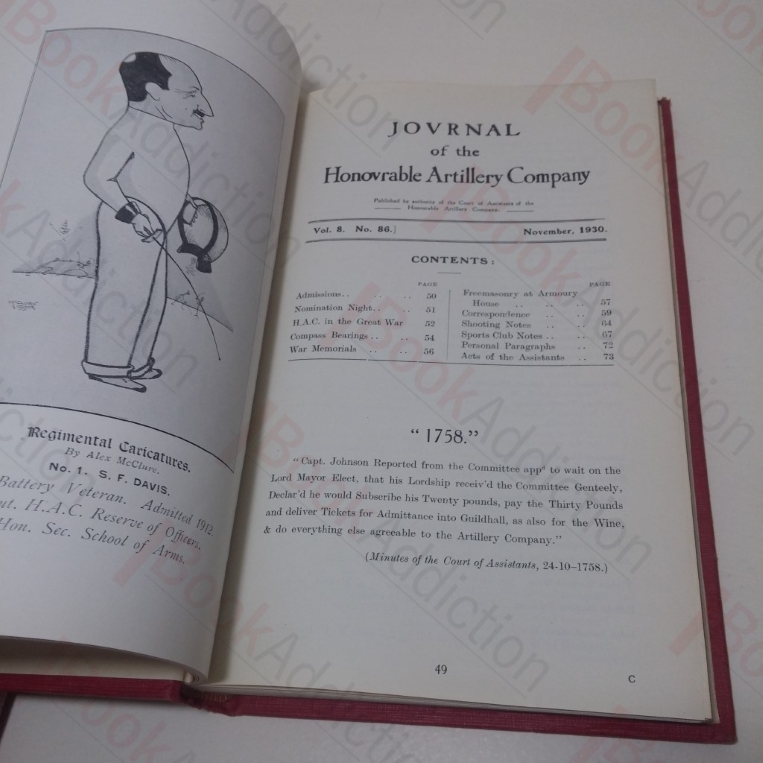 Regimental Caricatures.
By Alex McClure.
No. 1. S. F. DAVIS.
Battery Veteran. Admitted 1912
H.A.C. Reserve of Officers.
Hon. Sec. School of Arms.
JOVRNAL
of the
Honovrable Artillery Company
Published by authority of the Court of Assistants of the
Honourable Artillery Company.
Vol. 8. No. 86.] November, 1930.
CONTENTS:
PAGE
Admissions .. .. .. 50
Nomination Night .. .. 51
H.A.C. in the Great War 52
Compass Bearings .. .. 54
War Memorials .. .. 56
PAGE
Freemasonry at Armoury
House .. .. .. 57
Correspondence .. .. 59
Shooting Notes .. .. 64
Sports Club Notes .. .. 67
Personal Paragraphs .. 72
Acts of the Assistants .. 73
"1758."
"Capt. Johnson Reported from the Committee appd to wait on the
Lord Mayor Elect, that his Lordship receiv'd the Committee Genteely,
Declar'd he would Subscribe his Twenty pounds, pay the Thirty Pounds
and deliver Tickets for Admittance into Guildhall, as also for the Wine,
& do everything else agreeable to the Artillery Company."
(Minutes of the Court of Assistants, 24-10-1758.)
49
C
BookAddiction